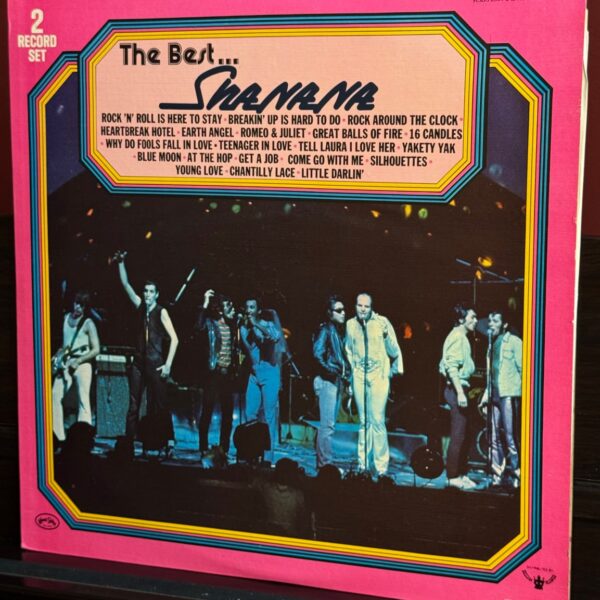 2
RECORD
SET
The Best...
SHANANA
ROCK 'N' ROLL IS HERE TO STAY • BREAKIN' UP IS HARD TO DO • ROCK AROUND THE CLOCK •
HEARTBREAK HOTEL • EARTH ANGEL • ROMEO & JULIET • GREAT BALLS OF FIRE • 16 CANDLES
• WHY DO FOOLS FALL IN LOVE • TEENAGER IN LOVE • TELL LAURA I LOVE HER • YAKETY YAK
• BLUE MOON • AT THE HOP • GET A JOB • COME GO WITH ME • SILHOUETTES •
YOUNG LOVE • CHANTILLY LACE • LITTLE DARLIN'